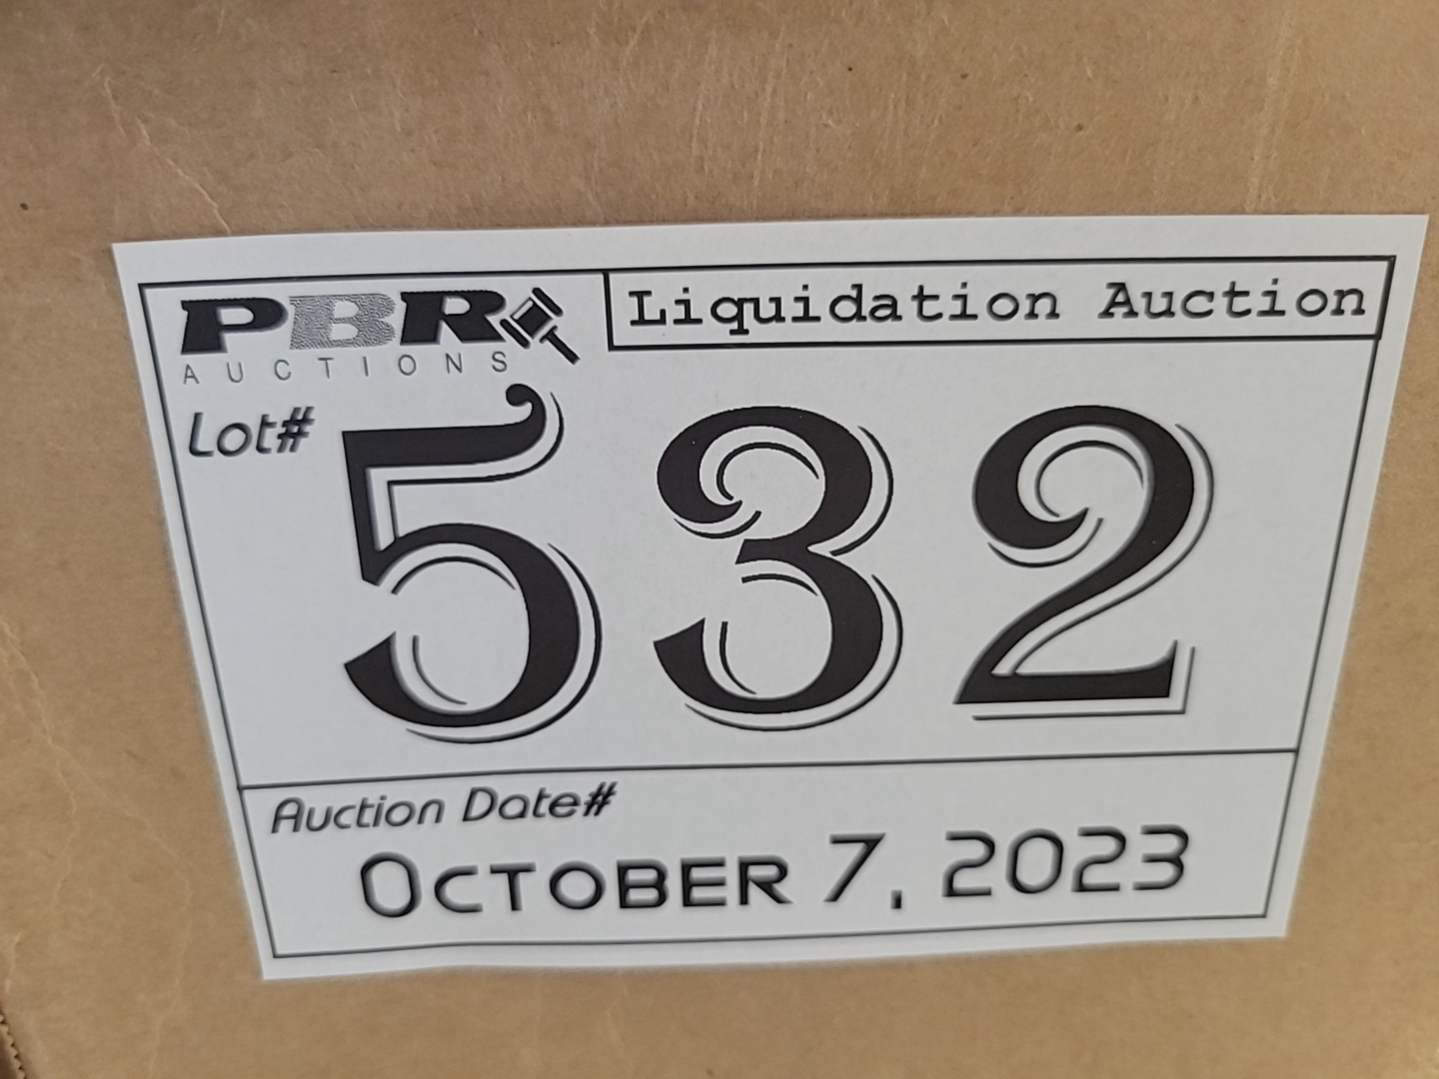 PBR
AUCTIONS
Liquidation Auction
Lot#
532
Auction Date#
OCTOBER 7, 2023